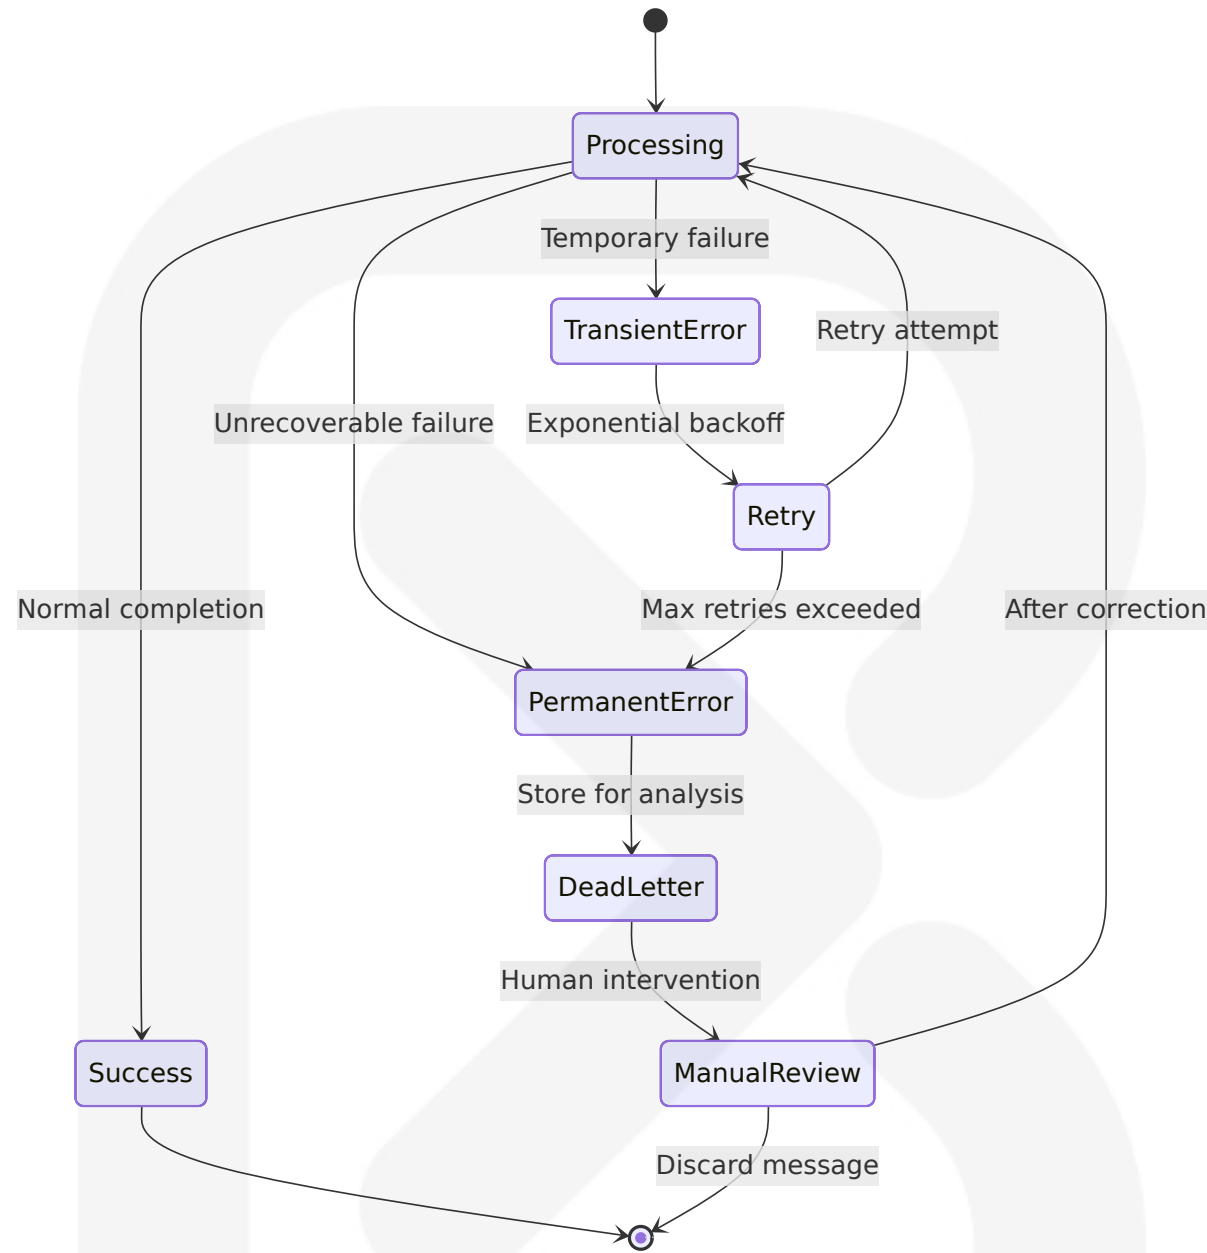 Processing
Temporary failure
TransientError
Retry attempt
Unrecoverable failure
Exponential backoff
Retry
Normal completion
Max retries exceeded
After correction
PermanentError
Store for analysis
DeadLetter
Human intervention
Success
ManualReview
Discard message